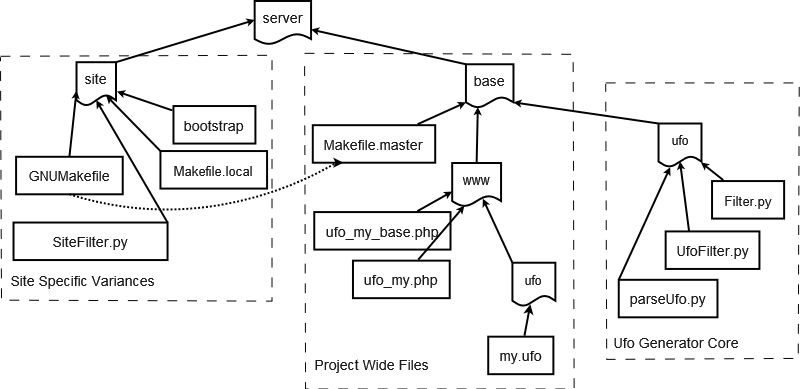 server
site
base
ufo
bootstrap
Makefile.master
Makefile.local
GNUMakefile
www
Filter.py
SiteFilter.py
ufo_my_base.php
UfoFilter.py
ufo_my.php
ufo
parseUfo.py
Site Specific Variances
my.ufo
Ufo Generator Core
Project Wide Files